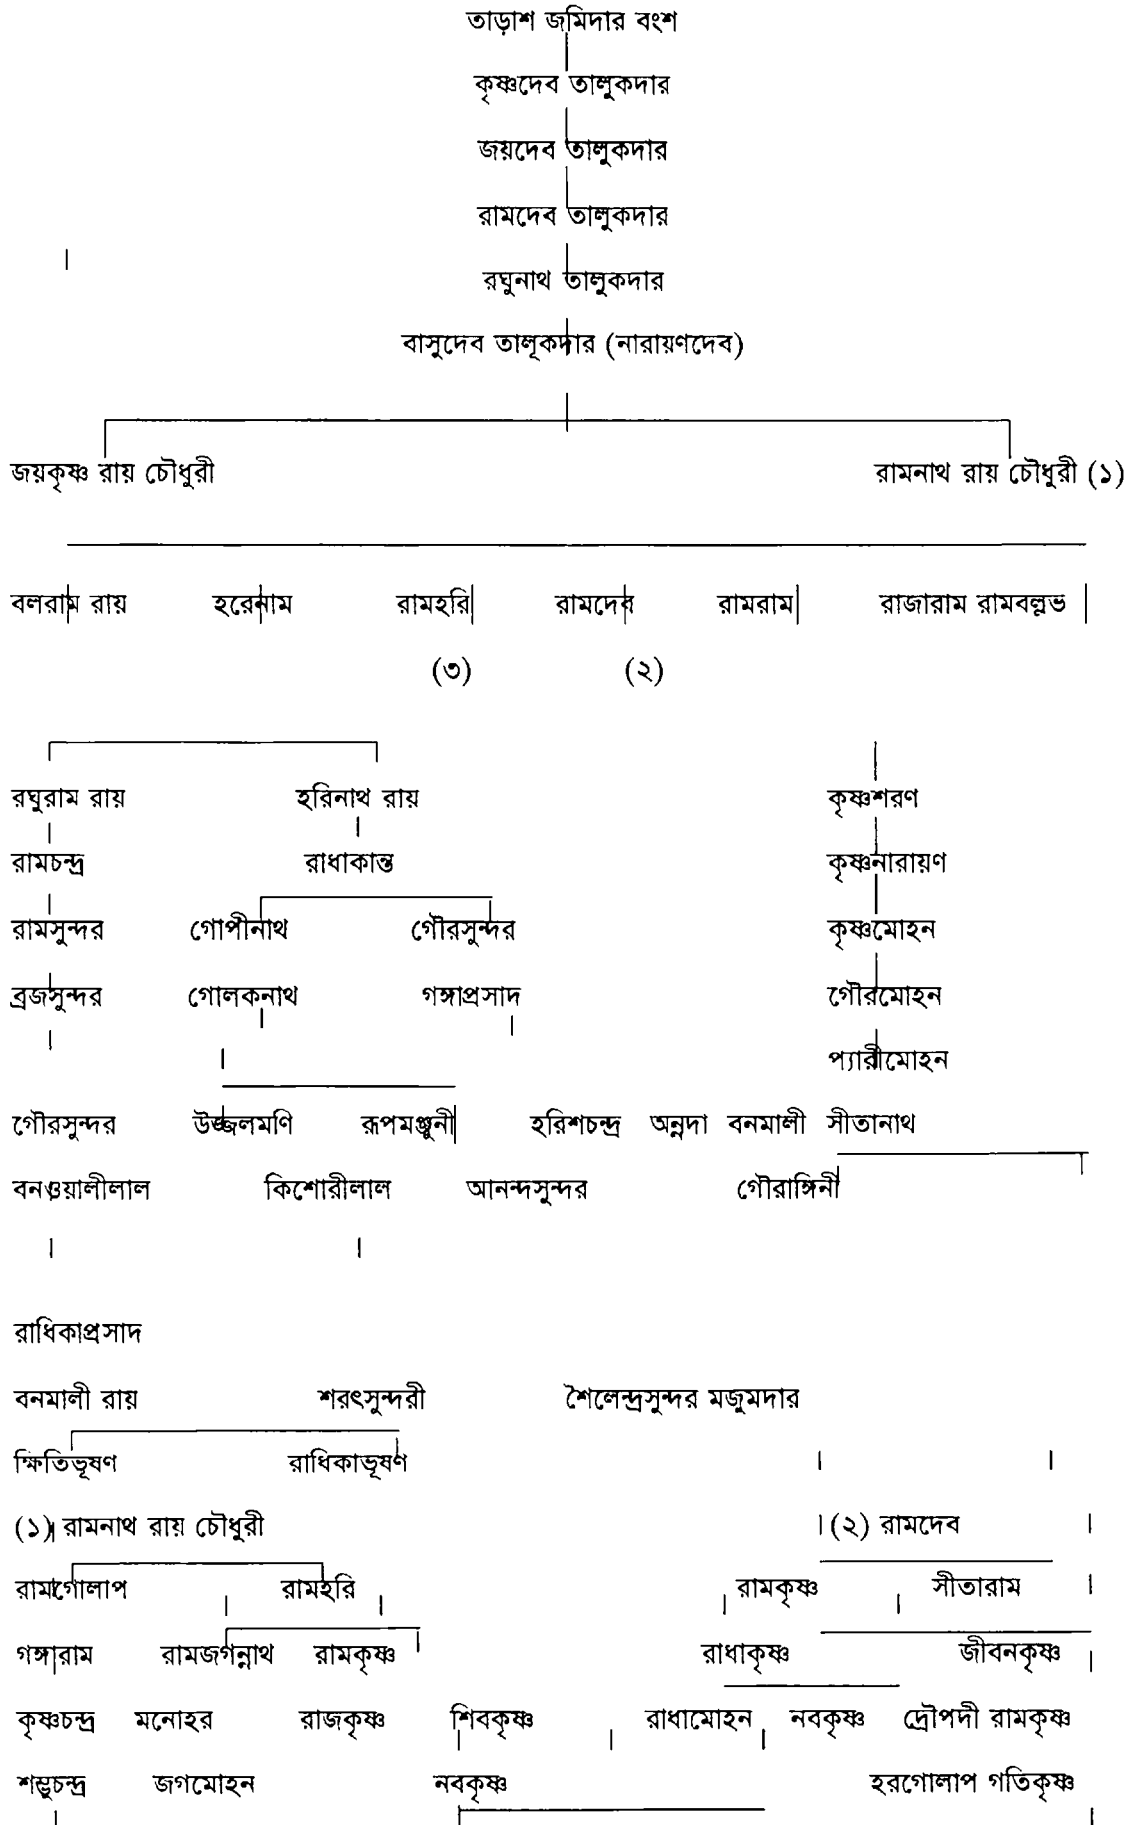 তাড়াশ জমিদার বংশ
কৃষ্ণদেব তালুকদার
জয়দেব তালুকদার
রামদেব তালুকদার
রঘুনাথ তালুকদার
বাসুদেব তালূকদার (নারায়ণদেব)
জয়কৃষ্ণ রায় চৌধুরী রামনাথ রায় চৌধুরী (১)
বলরাম রায় হরেনাম রামহরি রামদেব রামরাম রাজারাম রামবল্লভ
(৩) (২)
রঘুরাম রায় হরিনাথ রায় কৃষ্ণশরণ
রামচন্দ্র রাধাকান্ত কৃষ্ণনারায়ণ
রামসুন্দর গোপীনাথ গৌরসুন্দর কৃষ্ণমোহন
ব্রজসুন্দর গোলকনাথ গঙ্গাপ্রসাদ গৌরমোহন
প্যারীমোহন
গৌরসুন্দর উজ্জলমণি রূপমঞ্জুনী হরিশচন্দ্র অন্নদা বনমালী সীতানাথ
বনওয়ালীলাল কিশোরীলাল আনন্দসুন্দর গৌরাঙ্গিনী
রাধিকাপ্রসাদ
বনমালী রায় শরৎসুন্দরী শৈলেন্দ্রসুন্দর মজুমদার
ক্ষিতিভূষণ রাধিকাভূষণ
(১) রামনাথ রায় চৌধুরী (২) রামদেব
রামগোলাপ রামহরি রামকৃষ্ণ সীতারাম
গঙ্গারাম রামজগন্নাথ রামকৃষ্ণ রাধাকৃষ্ণ জীবনকৃষ্ণ
কৃষ্ণচন্দ্র মনোহর রাজকৃষ্ণ শিবকৃষ্ণ রাধামোহন নবকৃষ্ণ দ্রৌপদী রামকৃষ্ণ
শম্ভুচন্দ্র জগমোহন নবকৃষ্ণ হরগোলাপ গতিকৃষ্ণ